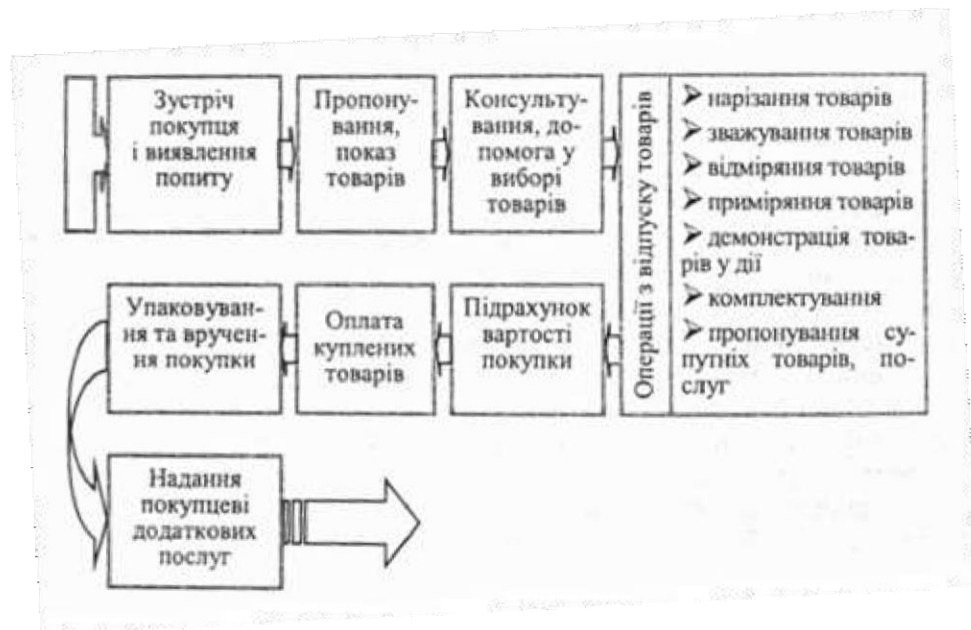 Зустріч
покупця
і виявлення
попиту
Пропону-
вання,
показ
товарів
Консульту-
вання, до-
помога у
виборі
товарів
Операції з відпуску товарів
➢ нарізання товарів
➢ зважування товарів
➢ відміряння товарів
➢ приміряння товарів
➢ демонстрація това-
рів у дії
➢ комплектування
➢ пропонування су-
путніх товарів, по-
слуг
Підрахунок
вартості
покупки
Оплата
куплених
товарів
Упаковуван-
ня та вручен-
ня покупки
Надання
покупцеві
додаткових
послуг